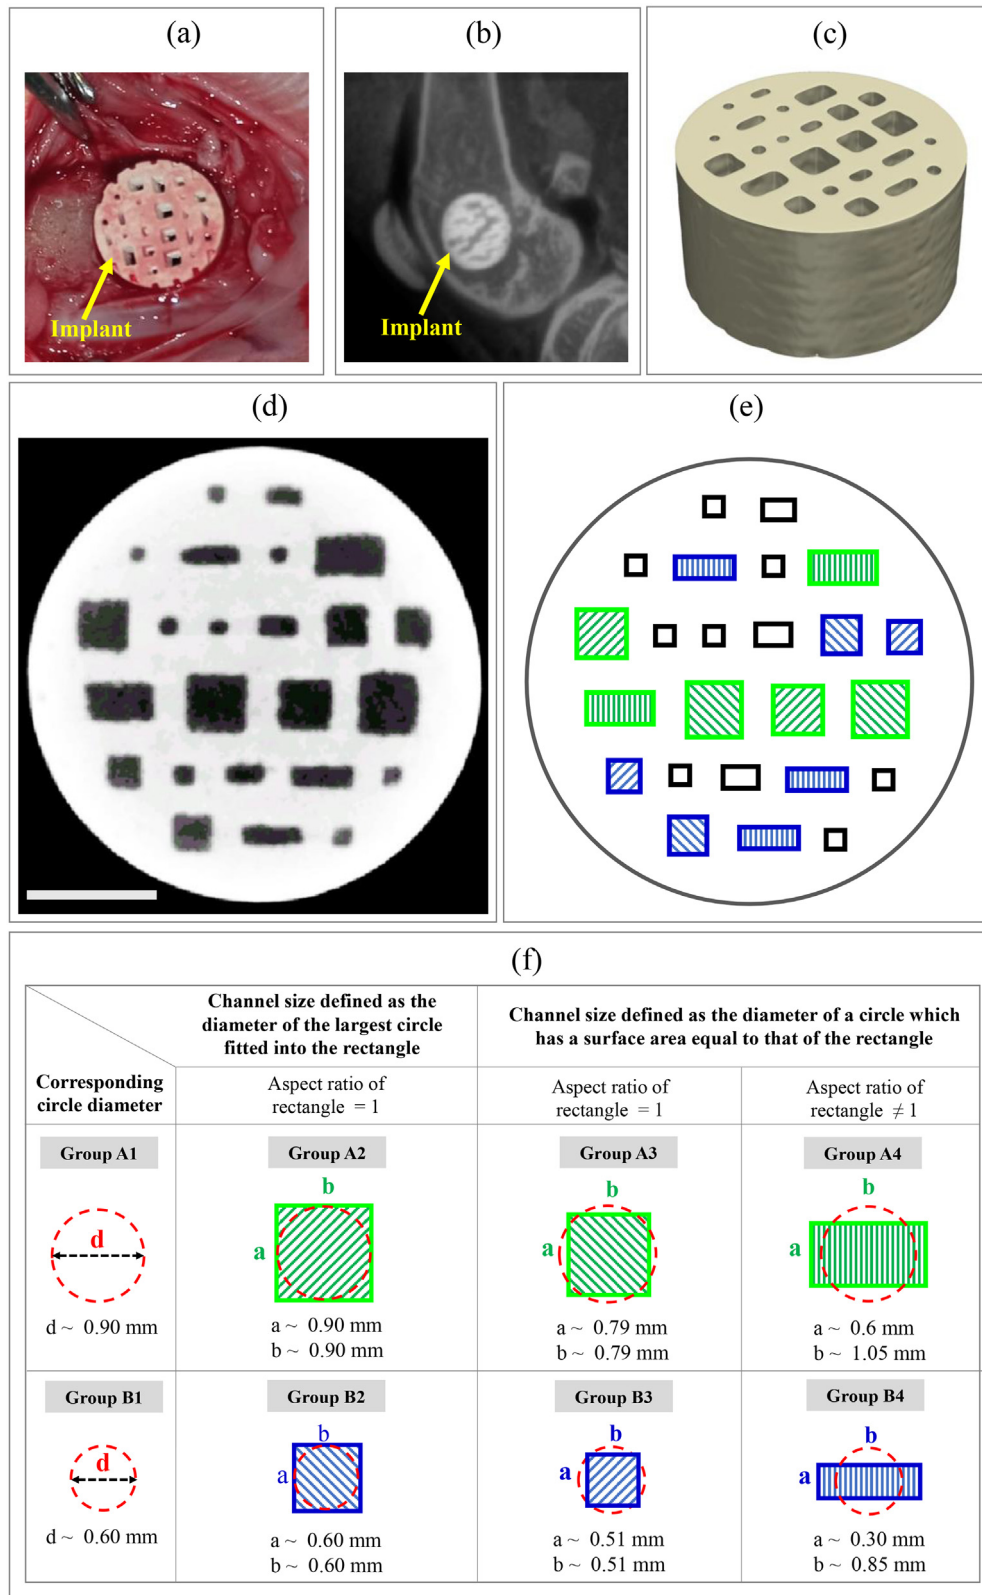 (a)
(b)
(c)
Implant
Implant
(d)
(e)
(f)
Channel size defined as the
diameter of the largest circle
fitted into the rectangle
Channel size defined as the diameter of a circle which
has a surface area equal to that of the rectangle
Corresponding
circle diameter
Aspect ratio of
rectangle = 1
Aspect ratio of
rectangle = 1
Aspect ratio of
rectangle ≠ 1
Group A1
Group A2
Group A3
Group A4
d
b
a
b
a
b
a
d ~ 0.90 mm
a ~ 0.90 mm
b ~ 0.90 mm
a ~ 0.79 mm
b ~ 0.79 mm
a ~ 0.6 mm
b ~ 1.05 mm
Group B1
Group B2
Group B3
Group B4
d
b
a
b
a
b
a
d ~ 0.60 mm
a ~ 0.60 mm
b ~ 0.60 mm
a ~ 0.51 mm
b ~ 0.51 mm
a ~ 0.30 mm
b ~ 0.85 mm